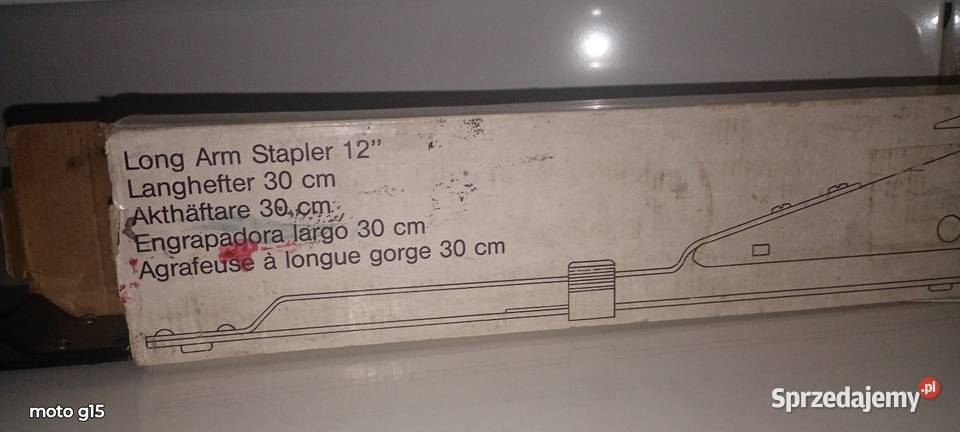 Long Arm Stapler 12”
Langhefter 30 cm
Akthäftare 30 cm
Engrapadora largo 30 cm
Agrafeuse à longue gorge 30 cm
moto g15
Sprzedajemy.pl